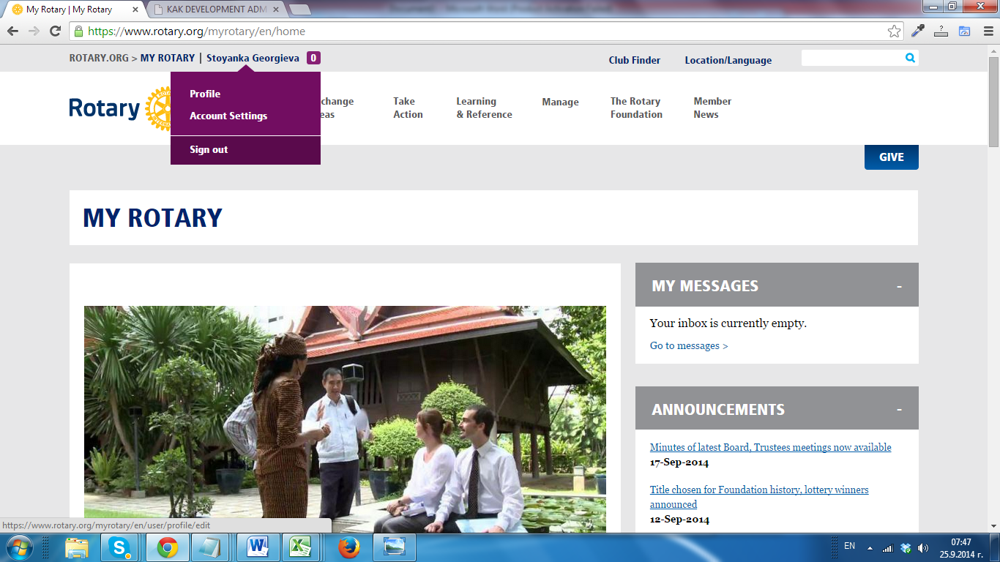 My Rotary | My Rotary
KAK DEVELOPMENT ADM
https://www.rotary.org/myrotary/en/home
ROTARY.ORG > MY ROTARY | Stoyanka Georgieva 0
Club Finder
Location/Language
Profile
Account Settings
Sign out
Rotary
change
eas
Take
Action
Learning
& Reference
Manage
The Rotary
Foundation
Member
News
GIVE
MY ROTARY
MY MESSAGES -
Your inbox is currently empty.
Go to messages >
ANNOUNCEMENTS -
Minutes of latest Board, Trustees meetings now available
17-Sep-2014
Title chosen for Foundation history, lottery winners
announced
12-Sep-2014
https://www.rotary.org/myrotary/en/user/profile/edit
EN
07:47
25.9.2014 г.